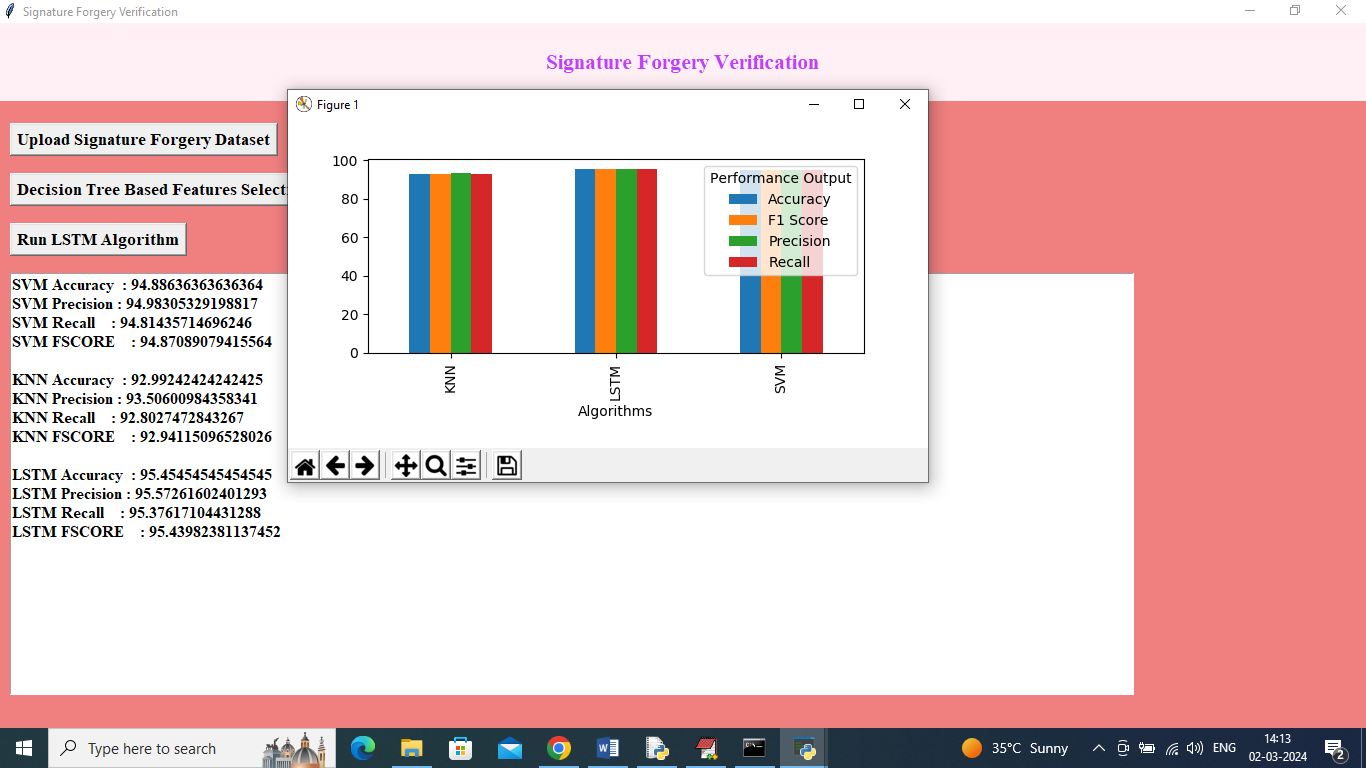 Signature Forgery Verification
Signature Forgery Verification
Figure 1
Upload Signature Forgery Dataset
Decision Tree Based Features Selecti
Run LSTM Algorithm
100
80
60
40
20
0
KNN
LSTM
SVM
Algorithms
Performance Output
Accuracy
F1 Score
Precision
Recall
SVM Accuracy : 94.88636363636364
SVM Precision : 94.98305329198817
SVM Recall : 94.81435714696246
SVM FSCORE : 94.87089079415564
KNN Accuracy : 92.99242424242425
KNN Precision : 93.50600984358341
KNN Recall : 92.8027472843267
KNN FSCORE : 92.94115096528026
LSTM Accuracy : 95.45454545454545
LSTM Precision : 95.57261602401293
LSTM Recall : 95.37617104431288
LSTM FSCORE : 95.43982381137452
Type here to search
35°C Sunny
ENG
14:13
02-03-2024
2